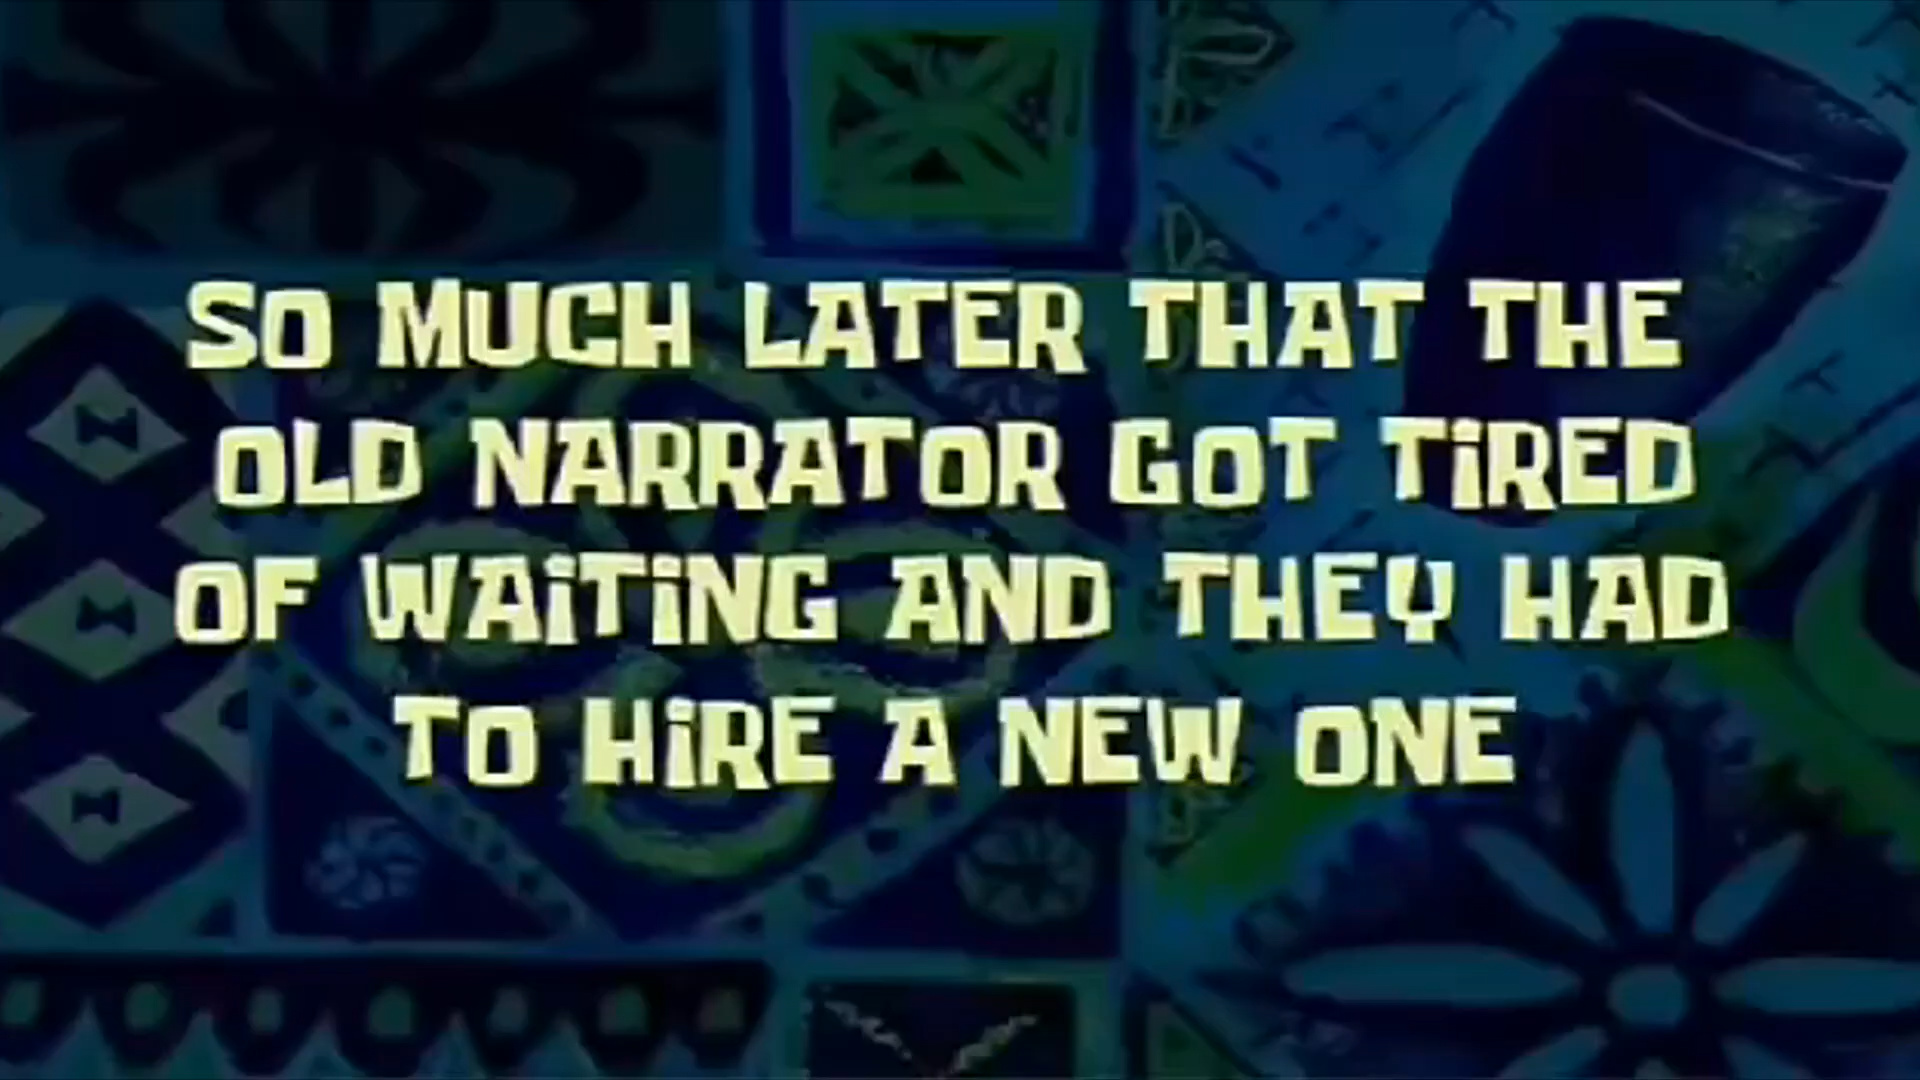 SO MUCH LATER THAT THE
OLD NARRATOR GOT TiRED
OF WAiTiNG AND THEY HAD
TO HiRE A NEW ONE